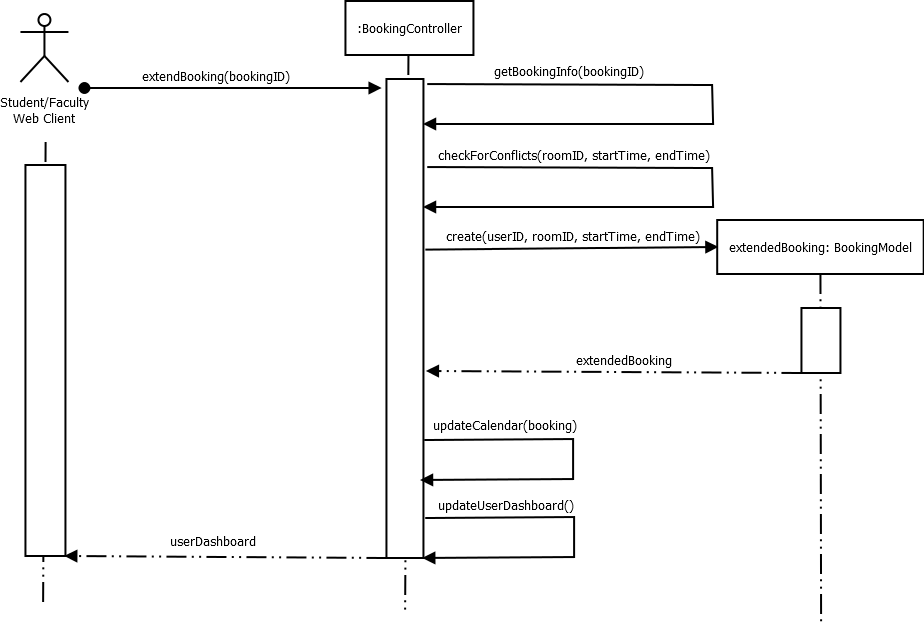 :BookingController
extendBooking(bookingID)
getBookingInfo(bookingID)
Student/Faculty
Web Client
checkForConflicts(roomID, startTime, endTime)
create(userID, roomID, startTime, endTime)
extendedBooking: BookingModel
extendedBooking
updateCalendar(booking)
updateUserDashboard()
userDashboard